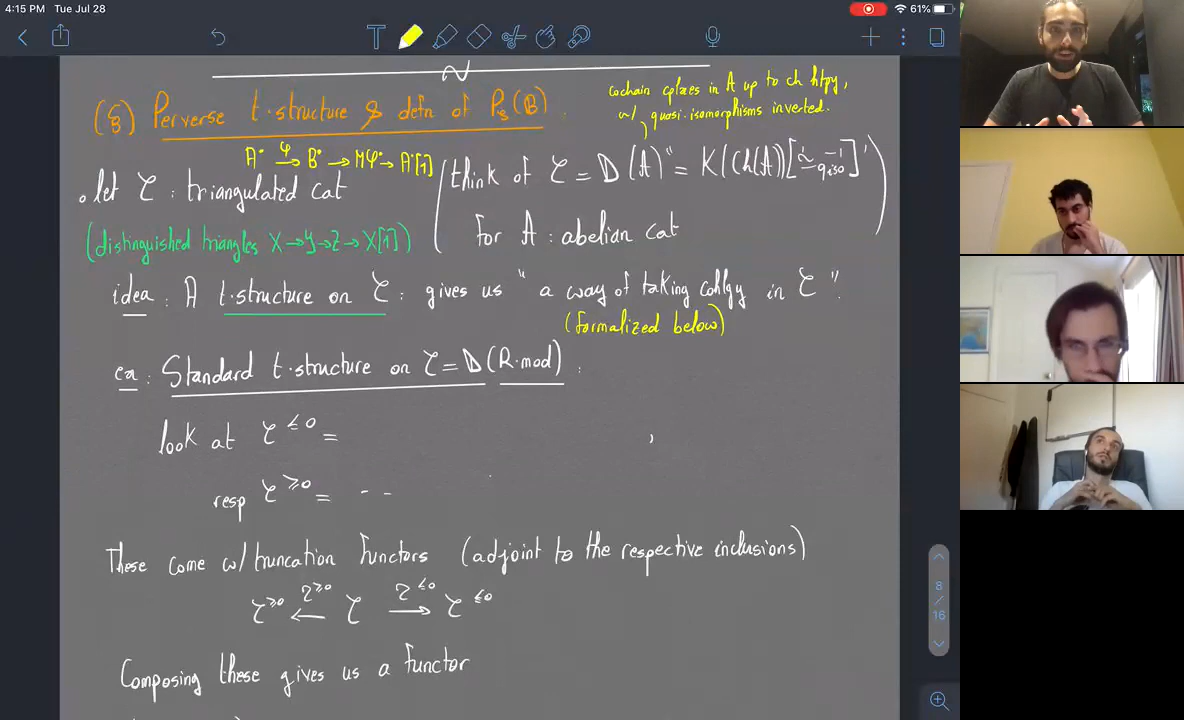 4:15 PM Tue Jul 28
61%
cochain cplxes in A up to ch htpy,
w/ quasi-isomorphisms inverted.
(§) Perverse t-structure & defn of P_S(B)
A• φ→ B• → Mφ• → A•[1]
• let τ : triangulated cat
(think of τ = D(A) "= K(Ch(A))[~qiso⁻¹]")
for A : abelian cat
(distinguished triangles X→Y→Z→X[1])
idea : A t-structure on τ : gives us "a way of taking cohlgy in τ".
(formalized below)
ex : Standard t-structure on τ = D(R-mod) :
look at τ^≤0 = ,
resp τ^≥0 = - -
These come w/ truncation functors (adjoint to the respective inclusions)
τ^≥0 ←τ^≥0 τ τ^≤0→ τ^≤0
Composing these gives us a functor
8
/
16